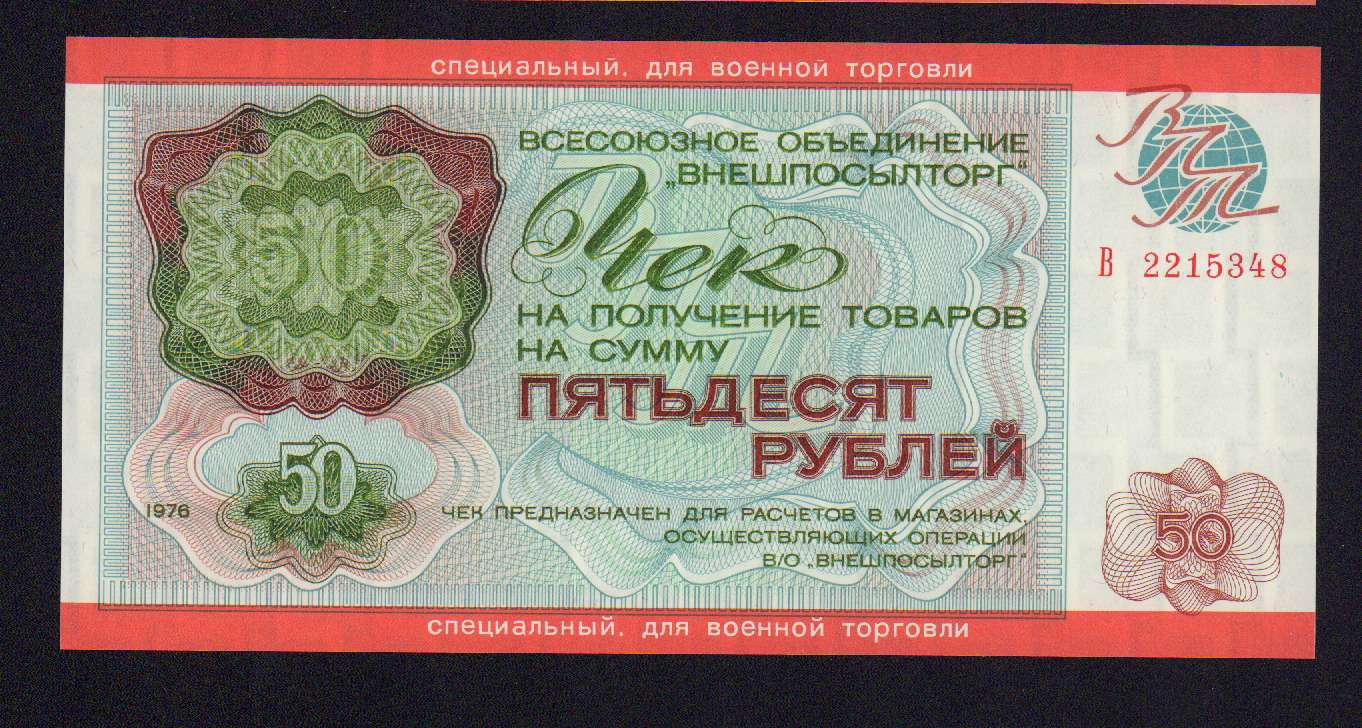 специальный. для военной торговли
ВСЕСОЮЗНОЕ ОБЪЕДИНЕНИЕ
„ВНЕШПОСЫЛТОРГ"
ВПТ
В 2215348
50
Чек
НА ПОЛУЧЕНИЕ ТОВАРОВ
НА СУММУ
ПЯТЬДЕСЯТ
РУБЛЕЙ
50
1976
ЧЕК ПРЕДНАЗНАЧЕН ДЛЯ РАСЧЕТОВ В МАГАЗИНАХ,
ОСУЩЕСТВЛЯЮЩИХ ОПЕРАЦИИ
В/О „ВНЕШПОСЫЛТОРГ"
50
специальный. для военной торговли